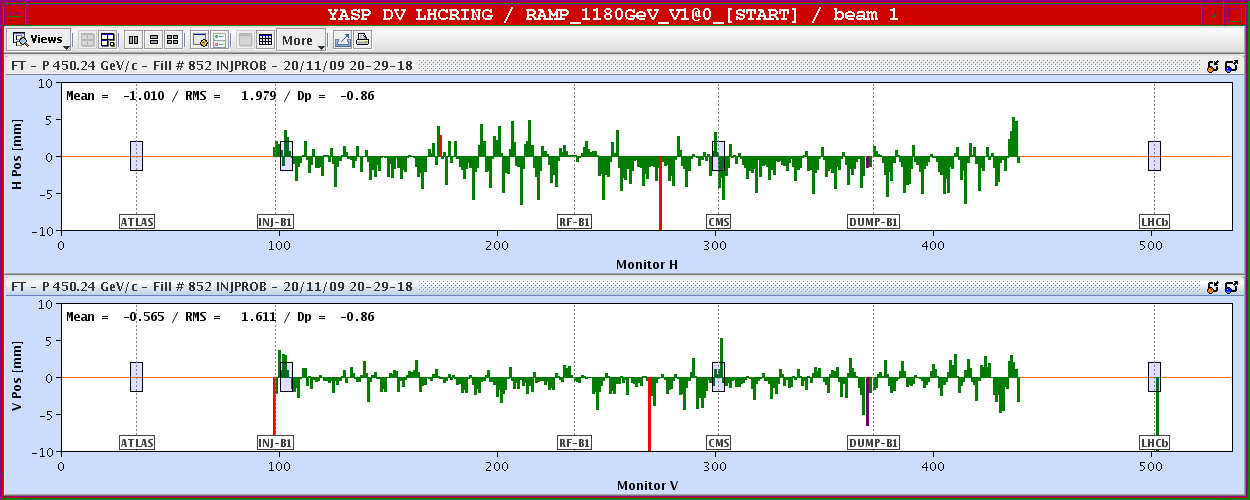 YASP DV LHCRING / RAMP_1180GeV_V1@0_[START] / beam 1
Views More
FT - P 450.24 GeV/c - Fill # 852 INJPROB - 20/11/09 20-29-18
Mean = -1.010 / RMS = 1.979 / Dp = -0.86
H Pos [mm]
10
5
0
-5
-10
ATLAS INJ-B1 RF-B1 CMS DUMP-B1 LHCb
0 100 200 300 400 500
Monitor H
FT - P 450.24 GeV/c - Fill # 852 INJPROB - 20/11/09 20-29-18
Mean = -0.565 / RMS = 1.611 / Dp = -0.86
V Pos [mm]
10
5
0
-5
-10
ATLAS INJ-B1 RF-B1 CMS DUMP-B1 LHCb
0 100 200 300 400 500
Monitor V